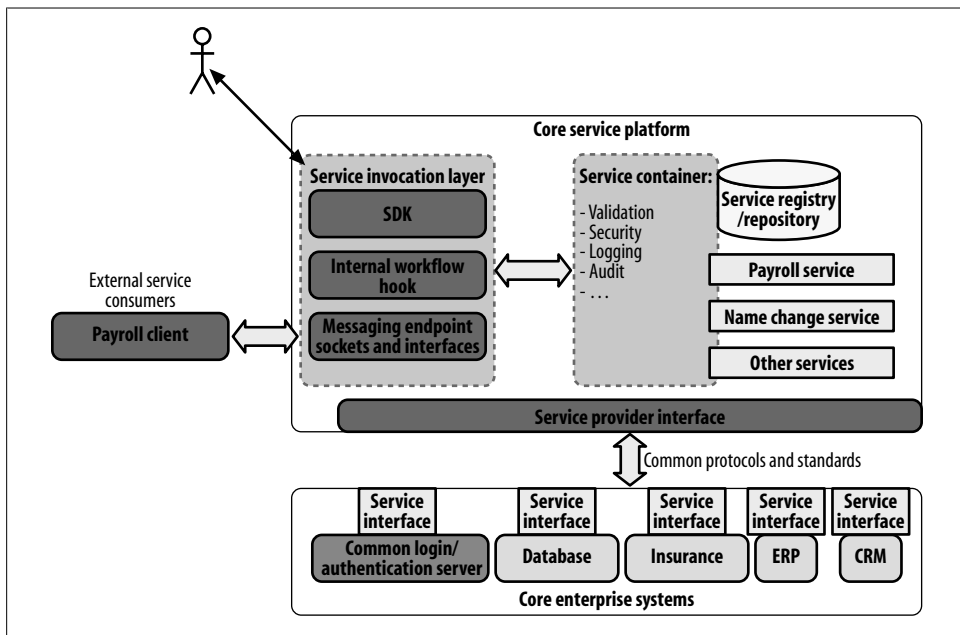 Core service platform
Service invocation layer
SDK
Internal workflow
hook
Messaging endpoint
sockets and interfaces
Service container:
- Validation
- Security
- Logging
- Audit
- ...
Service registry
/repository
Payroll service
Name change service
Other services
External service
consumers
Payroll client
Service provider interface
Common protocols and standards
Service
interface
Common login/
authentication server
Service
interface
Database
Service
interface
Insurance
Service
interface
ERP
Service
interface
CRM
Core enterprise systems